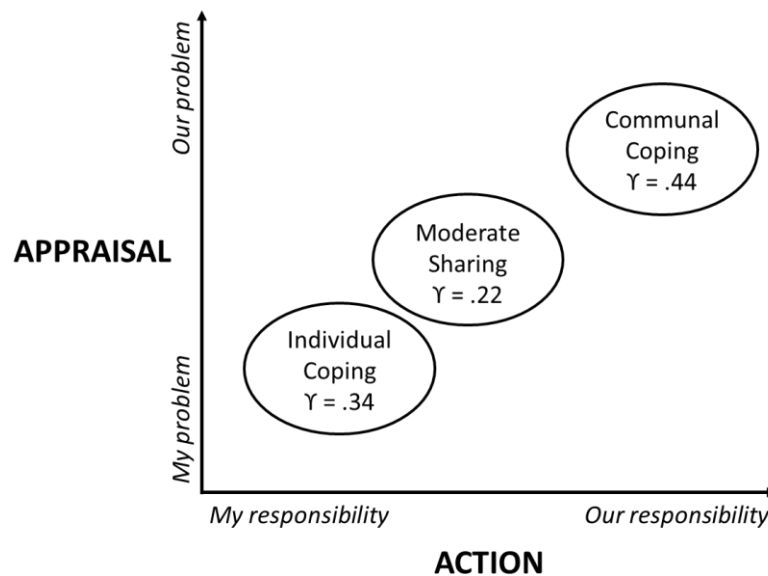 Our problem
Communal
Coping
ϒ = .44
Moderate
Sharing
ϒ = .22
APPRAISAL
Individual
Coping
ϒ = .34
My problem
My responsibility
Our responsibility
ACTION